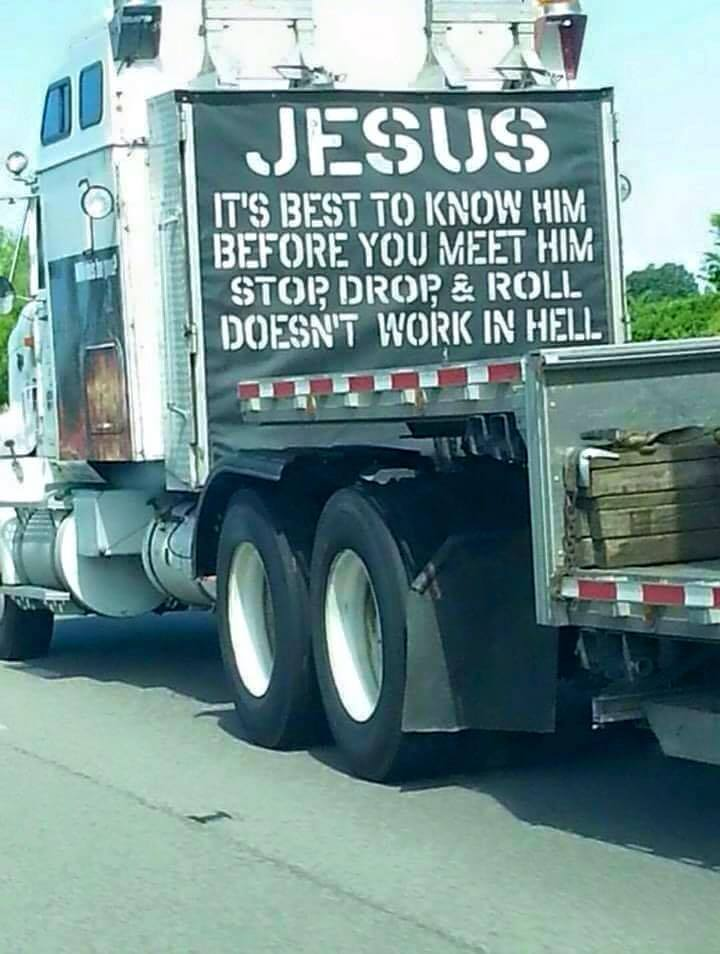 JESUS
IT'S BEST TO KNOW HIM
BEFORE YOU MEET HIM
STOP, DROP, & ROLL
DOESN'T WORK IN HELL